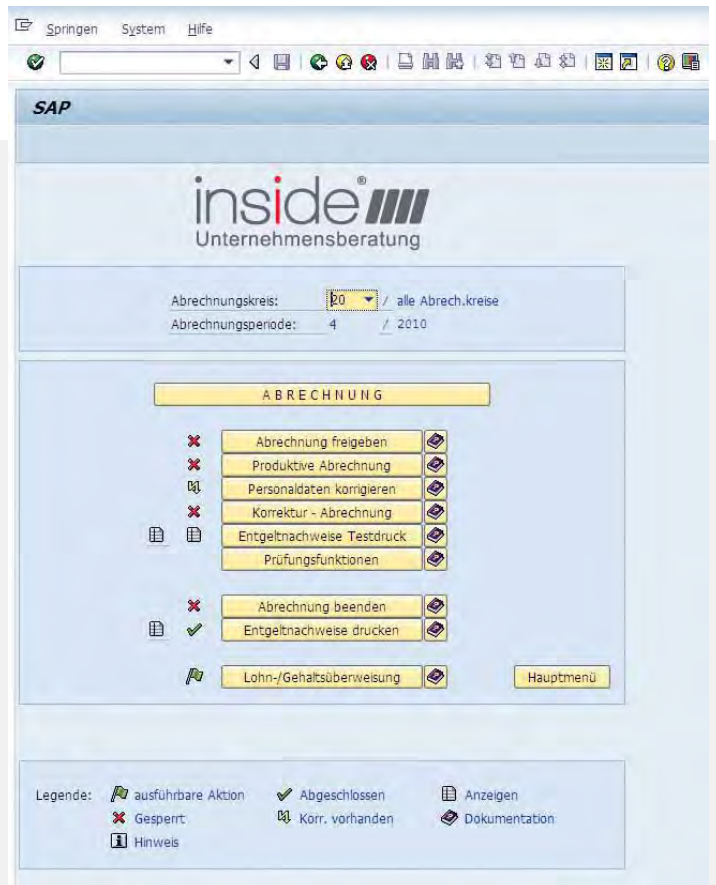 Springen System Hilfe
SAP
inside®
Unternehmensberatung
Abrechnungskreis: 20 / alle Abrech.kreise
Abrechnungsperiode: 4 / 2010
ABRECHNUNG
Abrechnung freigeben
Produktive Abrechnung
Personaldaten korrigieren
Korrektur - Abrechnung
Entgeltnachweise Testdruck
Prüfungsfunktionen
Abrechnung beenden
Entgeltnachweise drucken
Lohn-/Gehaltsüberweisung Hauptmenü
Legende: ausführbare Aktion Abgeschlossen Anzeigen
Gesperrt Korr. vorhanden Dokumentation
Hinweis